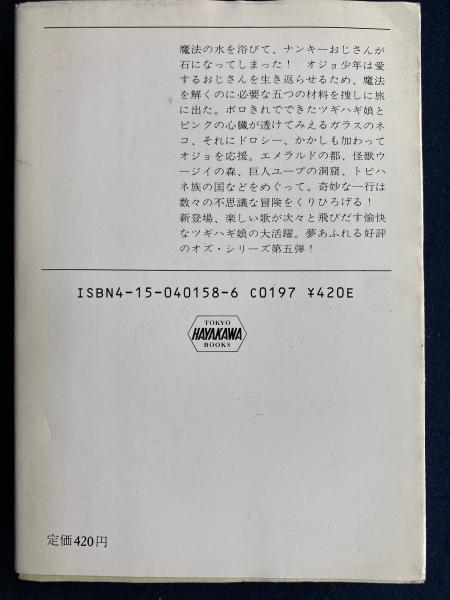 魔法の水を浴びて、ナンキーおじさんが
石になってしまった！　オジョ少年は愛
するおじさんを生き返らせるため、魔法
を解くのに必要な五つの材料を捜しに旅
に出た。ボロきれでできたツギハギ娘と
ピンクの心臓が透けてみえるガラスのネ
コ、それにドロシー、かかしも加わって
オジョを応援。エメラルドの都、怪獣ウ
ージイの森、巨人ユープの洞窟、トビハ
ネ族の国などをめぐって、奇妙な一行は
数々の不思議な冒険をくりひろげる！
新登場、楽しい歌が次々と飛びだす愉快
なツギハギ娘の大活躍。夢あふれる好評
のオズ・シリーズ第五弾！
ISBN4-15-040158-6 C0197 ¥420E
TOKYO
HAYAKAWA
BOOKS
定価420円